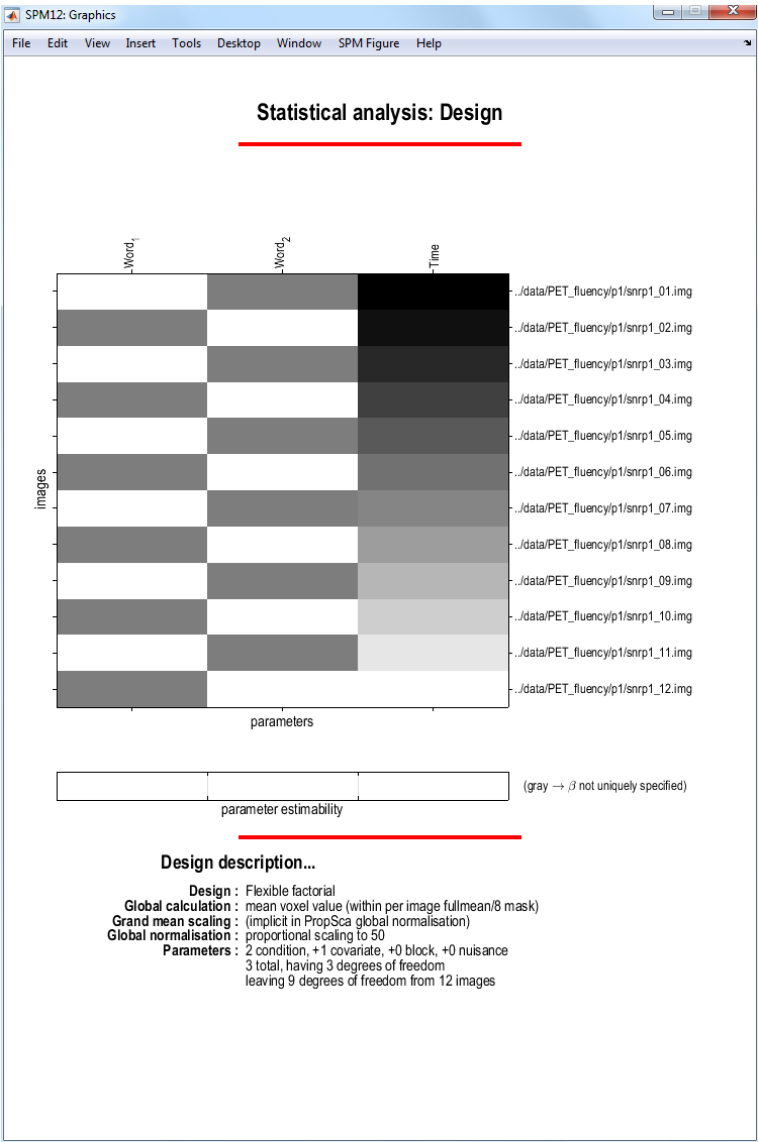 SPM12: Graphics
File Edit View Insert Tools Desktop Window SPM Figure Help
Statistical analysis: Design
Word1 Word2 Time
../data/PET_fluency/p1/snrp1_01.img
../data/PET_fluency/p1/snrp1_02.img
../data/PET_fluency/p1/snrp1_03.img
../data/PET_fluency/p1/snrp1_04.img
../data/PET_fluency/p1/snrp1_05.img
../data/PET_fluency/p1/snrp1_06.img
images
../data/PET_fluency/p1/snrp1_07.img
../data/PET_fluency/p1/snrp1_08.img
../data/PET_fluency/p1/snrp1_09.img
../data/PET_fluency/p1/snrp1_10.img
../data/PET_fluency/p1/snrp1_11.img
../data/PET_fluency/p1/snrp1_12.img
parameters
(gray → β not uniquely specified)
parameter estimability
Design description...
Design : Flexible factorial
Global calculation : mean voxel value (within per image fullmean/8 mask)
Grand mean scaling : (implicit in PropSca global normalisation)
Global normalisation : proportional scaling to 50
Parameters : 2 condition, +1 covariate, +0 block, +0 nuisance
3 total, having 3 degrees of freedom
leaving 9 degrees of freedom from 12 images